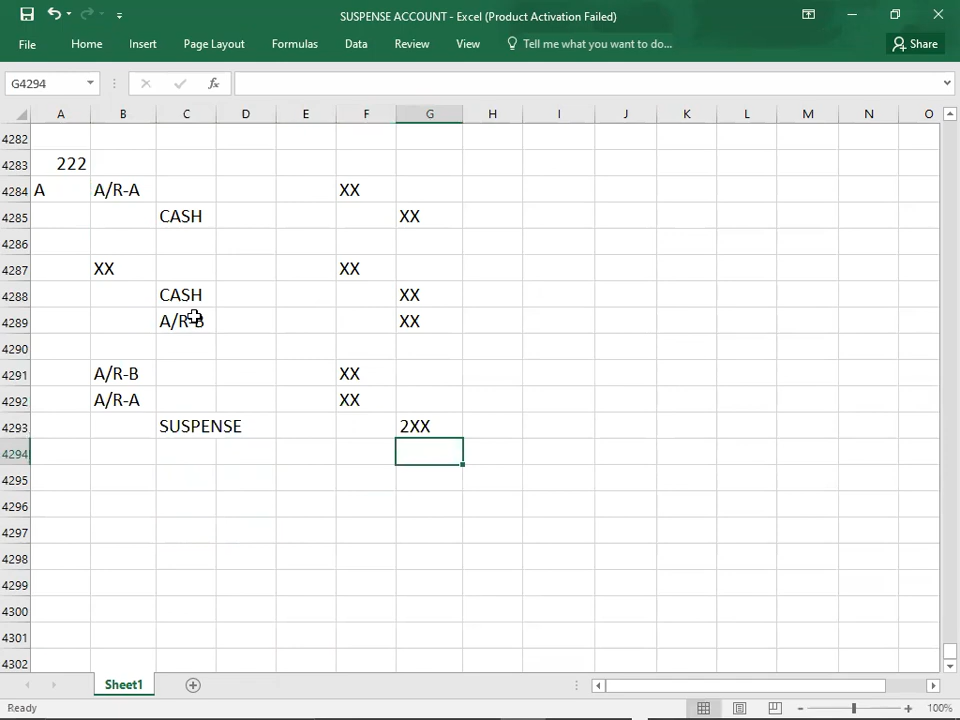 SUSPENSE ACCOUNT - Excel (Product Activation Failed)
File Home Insert Page Layout Formulas Data Review View Tell me what you want to do... Share
G4294 fx
A B C D E F G H I J K L M N O
4282
4283 222
4284 A A/R-A XX
4285 CASH XX
4286
4287 XX XX
4288 CASH XX
4289 A/R-B XX
4290
4291 A/R-B XX
4292 A/R-A XX
4293 SUSPENSE 2XX
4294
4295
4296
4297
4298
4299
4300
4301
4302
Sheet1
Ready 100%